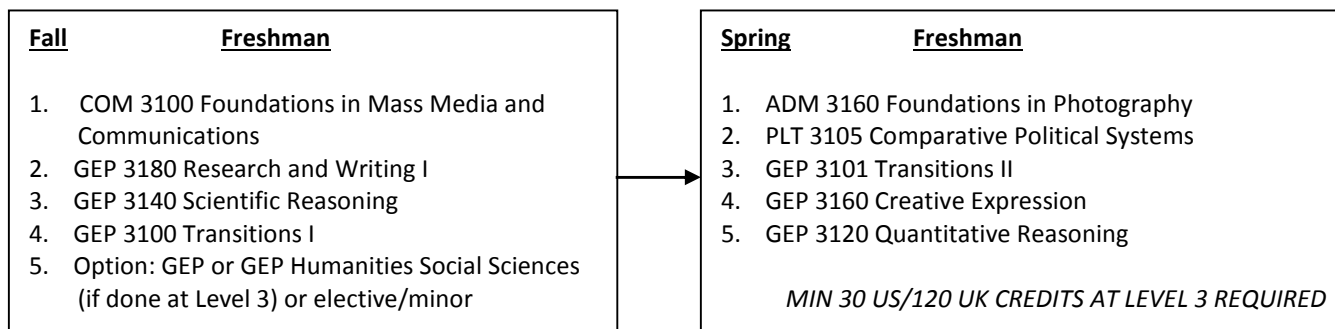 Fall Freshman
1. COM 3100 Foundations in Mass Media and
Communications
2. GEP 3180 Research and Writing I
3. GEP 3140 Scientific Reasoning
4. GEP 3100 Transitions I
5. Option: GEP or GEP Humanities Social Sciences
(if done at Level 3) or elective/minor
Spring Freshman
1. ADM 3160 Foundations in Photography
2. PLT 3105 Comparative Political Systems
3. GEP 3101 Transitions II
4. GEP 3160 Creative Expression
5. GEP 3120 Quantitative Reasoning
MIN 30 US/120 UK CREDITS AT LEVEL 3 REQUIRED